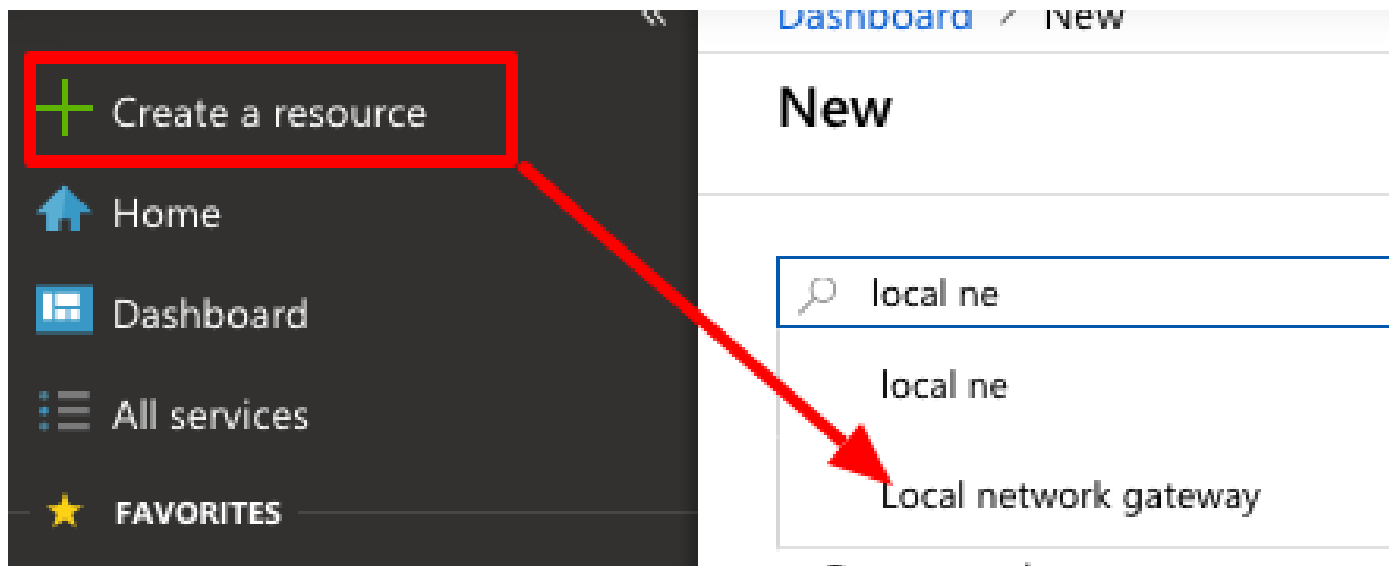 Dashboard > New
Create a resource
New
Home
local ne
Dashboard
local ne
All services
Local network gateway
FAVORITES